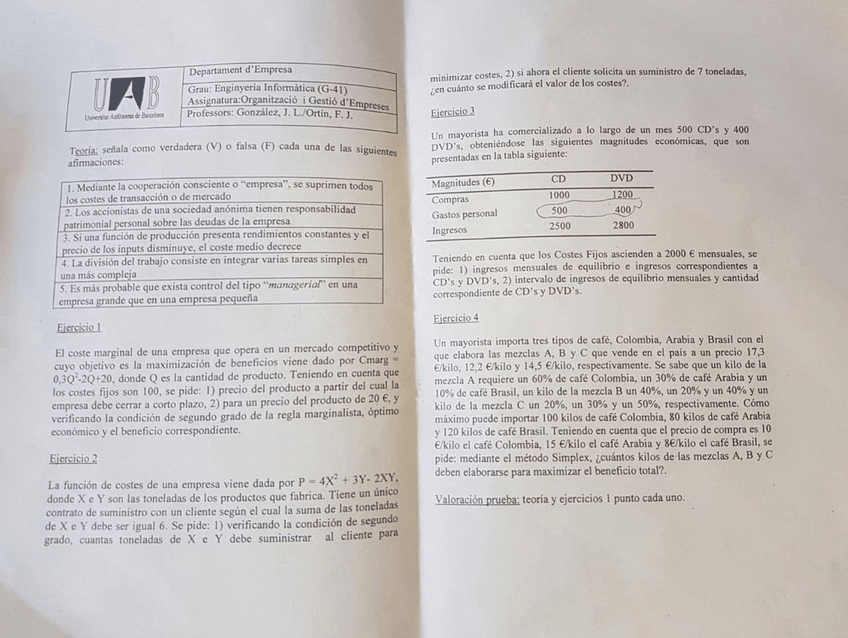 UAB
Universitat Autònoma de Barcelona
Departament d'Empresa
Grau: Enginyeria Informàtica (G-41)
Assignatura:Organització i Gestió d'Empreses
Professors: González, J. L./Ortín, F. J.
Teoría: señala como verdadera (V) o falsa (F) cada una de las siguientes
afirmaciones:
1. Mediante la cooperación consciente o "empresa", se suprimen todos
los costes de transacción o de mercado
2. Los accionistas de una sociedad anónima tienen responsabilidad
patrimonial personal sobre las deudas de la empresa
3. Si una función de producción presenta rendimientos constantes y el
precio de los inputs disminuye, el coste medio decrece
4. La división del trabajo consiste en integrar varias tareas simples en
una más compleja
5. Es más probable que exista control del tipo "managerial" en una
empresa grande que en una empresa pequeña
Ejercicio 1
El coste marginal de una empresa que opera en un mercado competitivo y
cuyo objetivo es la maximización de beneficios viene dado por Cmarg =
0,3Q²-2Q+20, donde Q es la cantidad de producto. Teniendo en cuenta que
los costes fijos son 100, se pide: 1) precio del producto a partir del cual la
empresa debe cerrar a corto plazo, 2) para un precio del producto de 20 €, y
verificando la condición de segundo grado de la regla marginalista, óptimo
económico y el beneficio correspondiente.
Ejercicio 2
La función de costes de una empresa viene dada por P = 4X² + 3Y- 2XY,
donde X e Y son las toneladas de los productos que fabrica. Tiene un único
contrato de suministro con un cliente según el cual la suma de las toneladas
de X e Y debe ser igual 6. Se pide: 1) verificando la condición de segundo
grado, cuantas toneladas de X e Y debe suministrar al cliente para
minimizar costes, 2) si ahora el cliente solicita un suministro de 7 toneladas,
¿en cuánto se modificará el valor de los costes?.
Ejercicio 3
Un mayorista ha comercializado a lo largo de un mes 500 CD's y 400
DVD's, obteniéndose las siguientes magnitudes económicas, que son
presentadas en la tabla siguiente:
Magnitudes (€) CD DVD
Compras 1000 1200
Gastos personal 500 400
Ingresos 2500 2800
Teniendo en cuenta que los Costes Fijos ascienden a 2000 € mensuales, se
pide: 1) ingresos mensuales de equilibrio e ingresos correspondientes a
CD's y DVD's, 2) intervalo de ingresos de equilibrio mensuales y cantidad
correspondiente de CD's y DVD's.
Ejercicio 4
Un mayorista importa tres tipos de café, Colombia, Arabia y Brasil con el
que elabora las mezclas A, B y C que vende en el país a un precio 17,3
€/kilo, 12,2 €/kilo y 14,5 €/kilo, respectivamente. Se sabe que un kilo de la
mezcla A requiere un 60% de café Colombia, un 30% de café Arabia y un
10% de café Brasil, un kilo de la mezcla B un 40%, un 20% y un 40% y un
kilo de la mezcla C un 20%, un 30% y un 50%, respectivamente. Cómo
máximo puede importar 100 kilos de café Colombia, 80 kilos de café Arabia
y 120 kilos de café Brasil. Teniendo en cuenta que el precio de compra es 10
€/kilo el café Colombia, 15 €/kilo el café Arabia y 8€/kilo el café Brasil, se
pide: mediante el método Simplex, ¿cuántos kilos de las mezclas A, B y C
deben elaborarse para maximizar el beneficio total?.
Valoración prueba: teoría y ejercicios 1 punto cada uno.